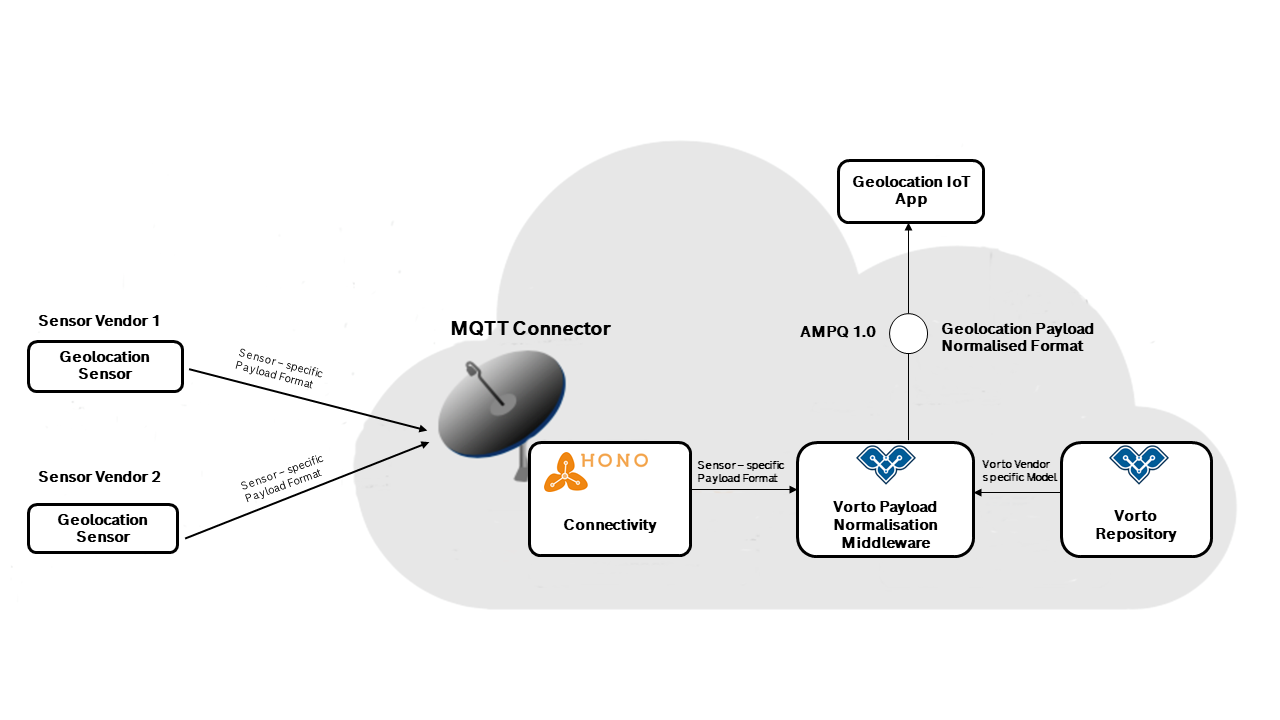 Geolocation IoT
App
Sensor Vendor 1
MQTT Connector
AMPQ 1.0
Geolocation Payload
Normalised Format
Geolocation
Sensor
Sensor – specific
Payload Format
Sensor Vendor 2
Sensor – specific
Payload Format
Geolocation
Sensor
HONO
Connectivity
Sensor – specific
Payload Format
Vorto Payload
Normalisation
Middleware
Vorto Vendor
specific Model
Vorto
Repository